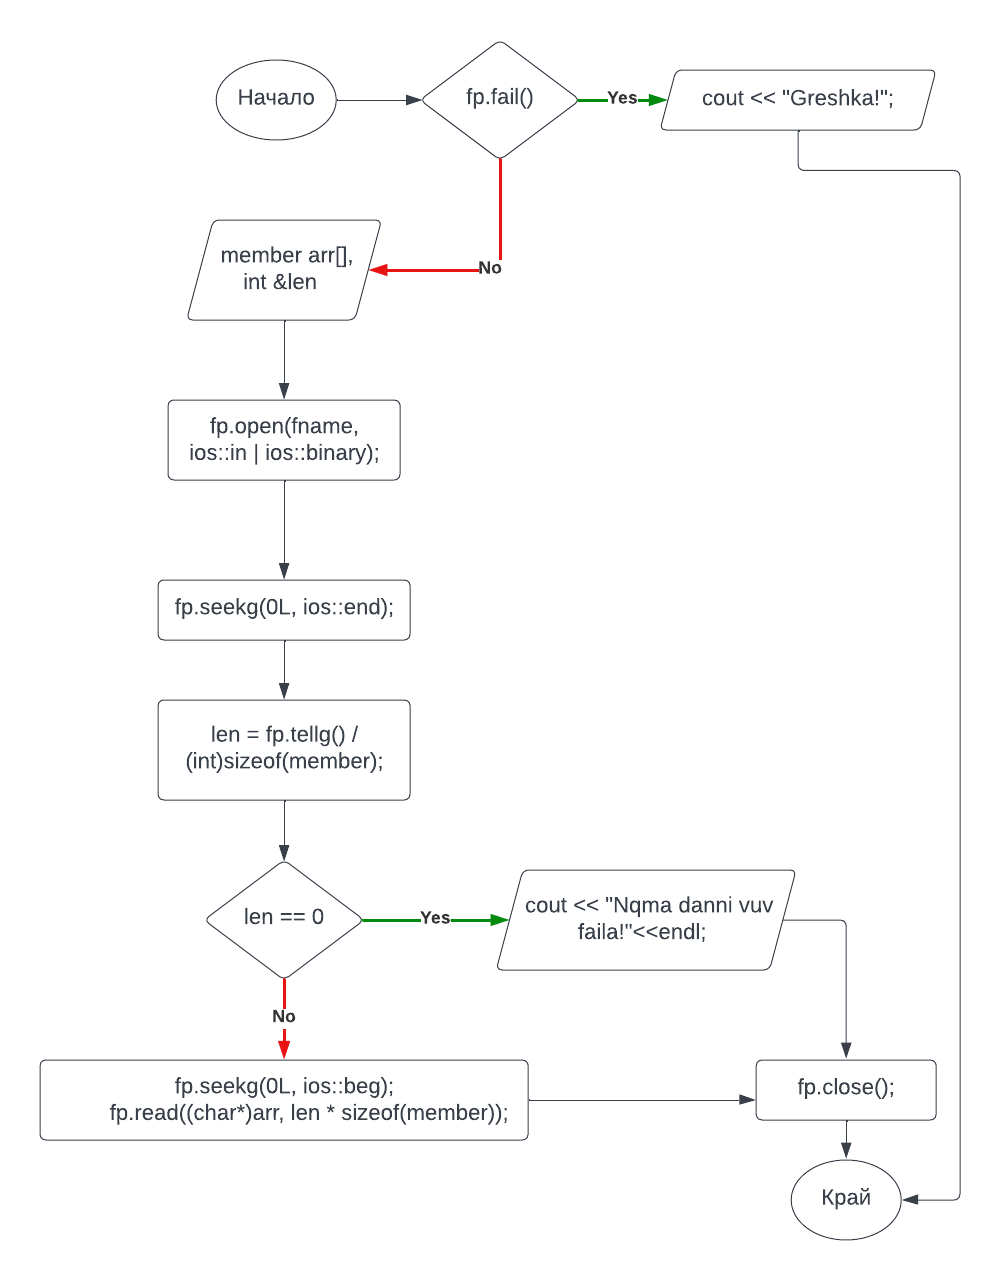 Начало
fp.fail()
Yes
cout << "Greshka!";
No
member arr[],
int &len
fp.open(fname,
ios::in | ios::binary);
fp.seekg(0L, ios::end);
len = fp.tellg() /
(int)sizeof(member);
len == 0
Yes
cout << "Nqma danni vuv
faila!"<<endl;
No
fp.seekg(0L, ios::beg);
fp.read((char*)arr, len * sizeof(member));
fp.close();
Край